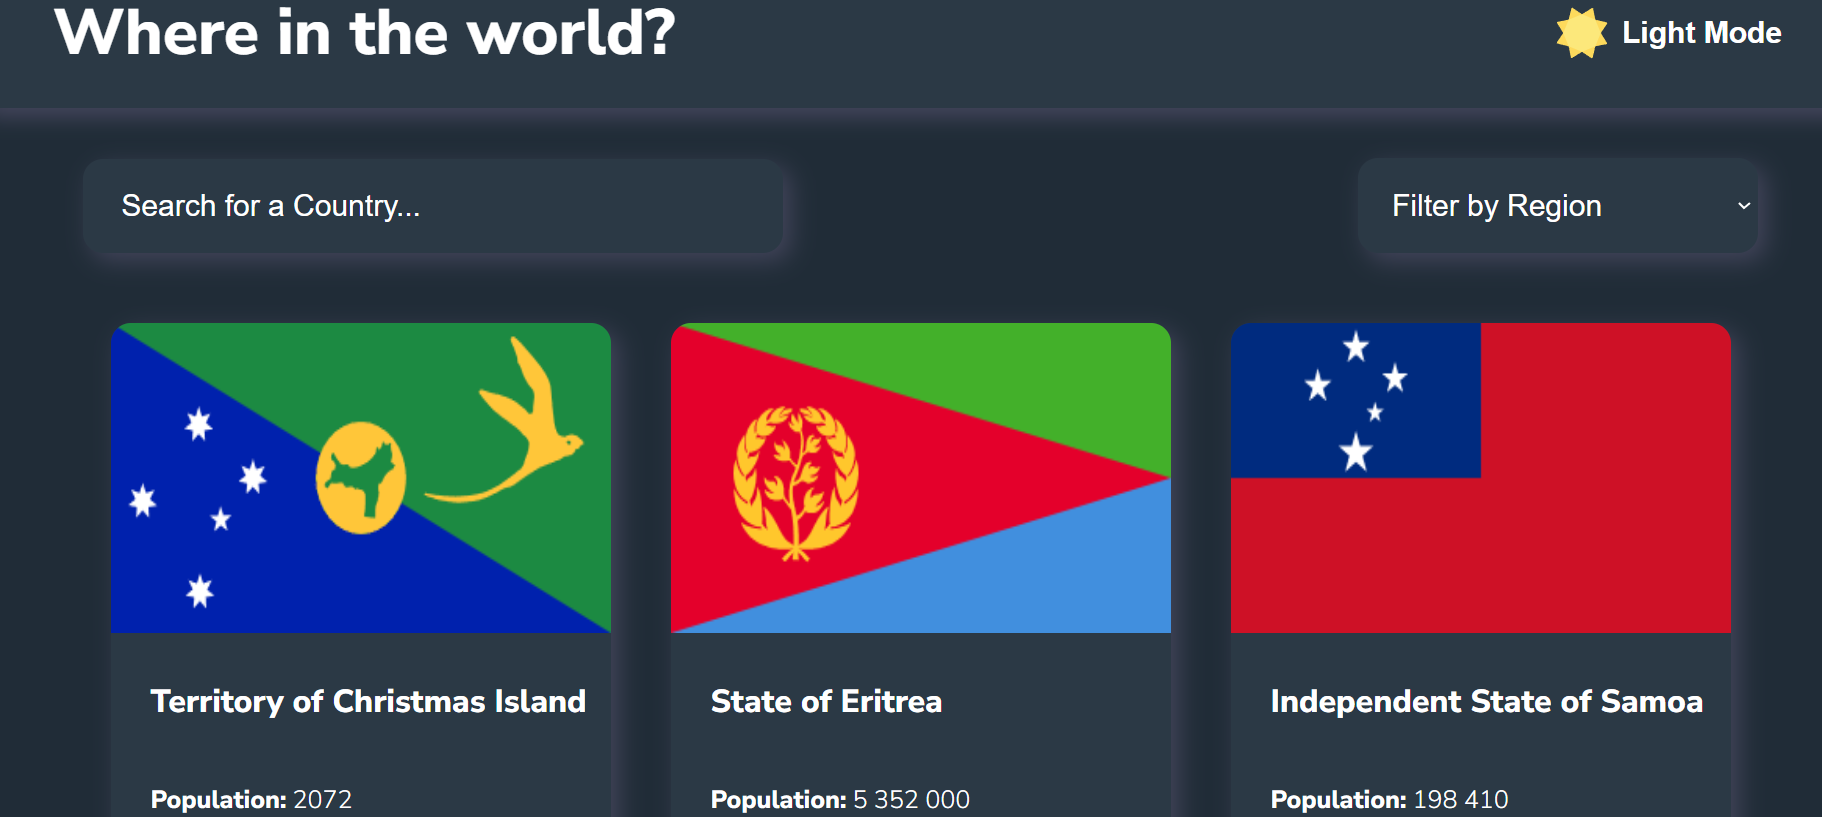 Where in the world?
Light Mode
Search for a Country...
Filter by Region
Territory of Christmas Island
State of Eritrea
Independent State of Samoa
Population: 2072
Population: 5 352 000
Population: 198 410